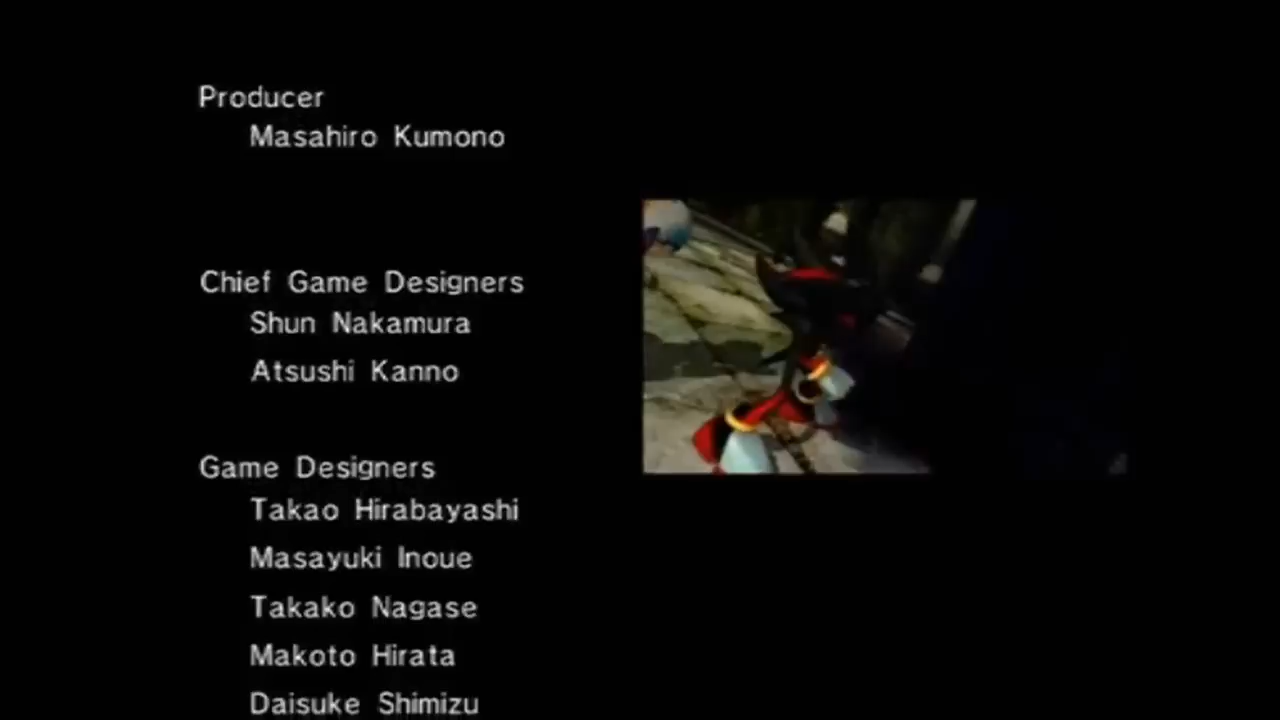 Producer
Masahiro Kumono
Chief Game Designers
Shun Nakamura
Atsushi Kanno
Game Designers
Takao Hirabayashi
Masayuki Inoue
Takako Nagase
Makoto Hirata
Daisuke Shimizu